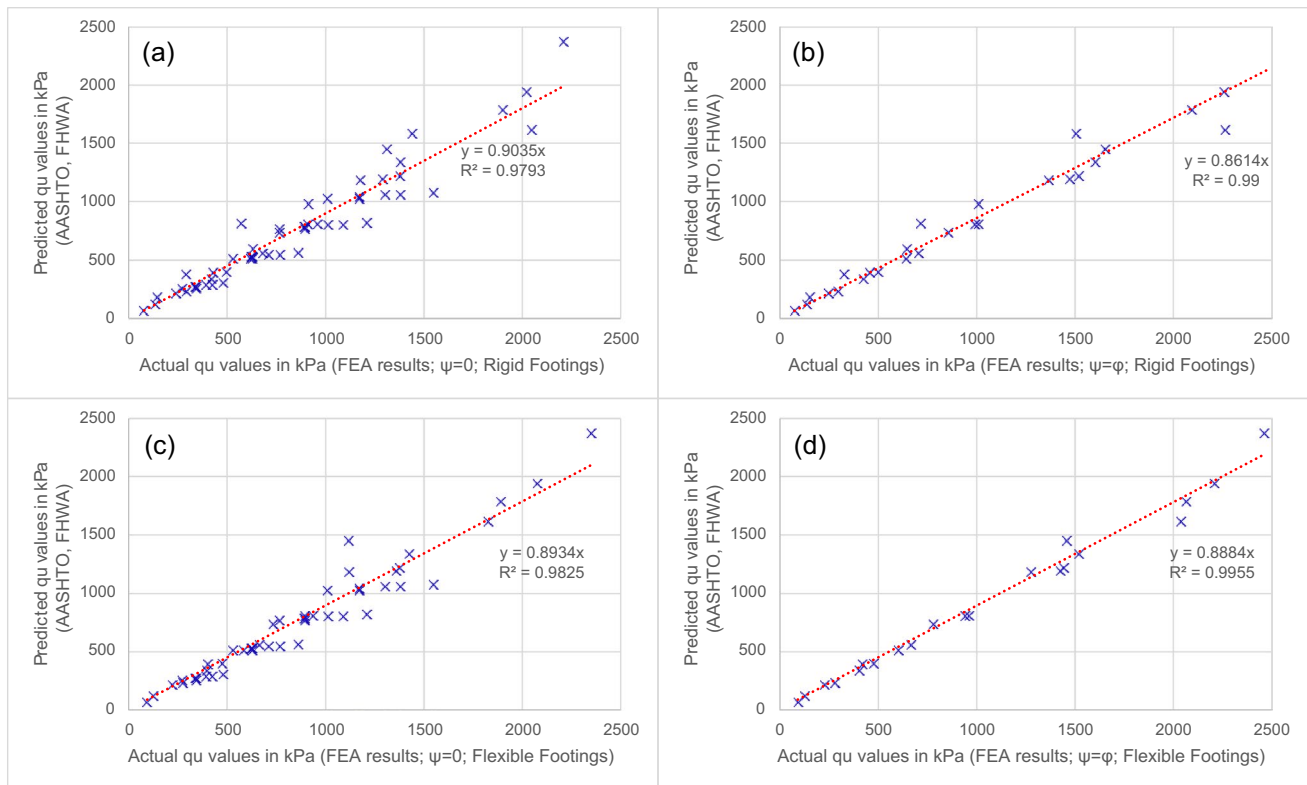 (a)
Predicted qu values in kPa
(AASHTO, FHWA)
2500
2000
1500
1000
500
0
y = 0.9035x
R² = 0.9793
0 500 1000 1500 2000 2500
Actual qu values in kPa (FEA results; ψ=0; Rigid Footings)
(b)
Predicted qu values in kPa
(AASHTO, FHWA)
2500
2000
1500
1000
500
0
y = 0.8614x
R² = 0.99
0 500 1000 1500 2000 2500
Actual qu values in kPa (FEA results; ψ=φ; Rigid Footings)
(c)
Predicted qu values in kPa
(AASHTO, FHWA)
2500
2000
1500
1000
500
0
y = 0.8934x
R² = 0.9825
0 500 1000 1500 2000 2500
Actual qu values in kPa (FEA results; ψ=0; Flexible Footings)
(d)
Predicted qu values in kPa
(AASHTO, FHWA)
2500
2000
1500
1000
500
0
y = 0.8884x
R² = 0.9955
0 500 1000 1500 2000 2500
Actual qu values in kPa (FEA results; ψ=φ; Flexible Footings)